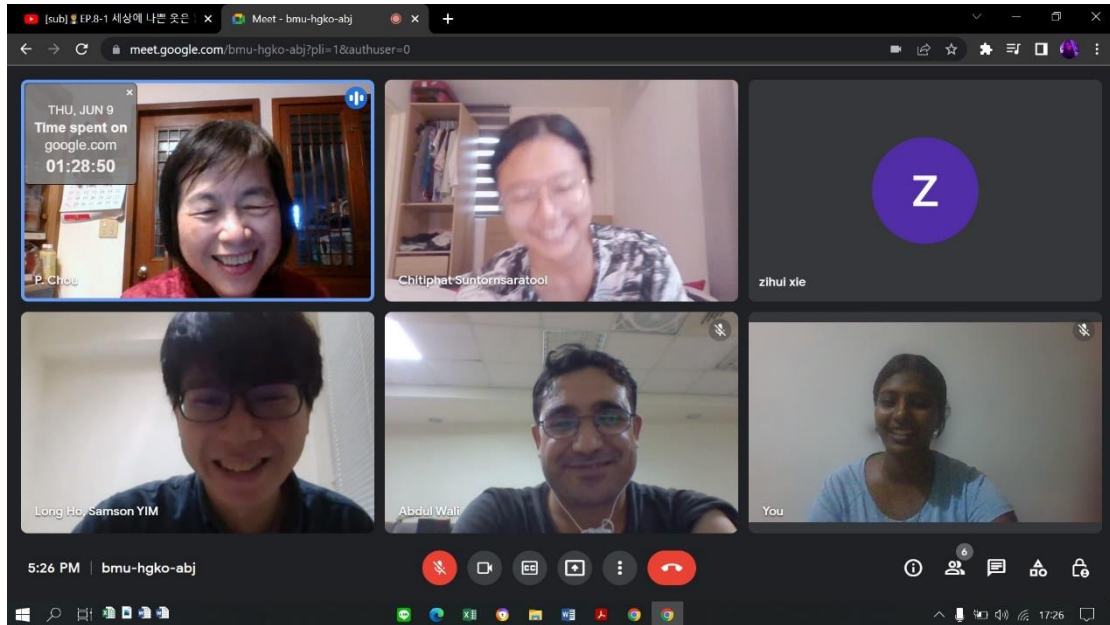 [sub] EP.8-1 세상에 나쁜 옷은
Meet - bmu-hgko-abj
meet.google.com/bmu-hgko-abj?pli=1&authuser=0
THU, JUN 9
Time spent on
google.com
01:28:50
P. Chou
Chitiphat Suntornsaratool
Z
zihui xie
Long Ho, Samson YIM
Abdul Wali
You
5:26 PM | bmu-hgko-abj
6
17:26